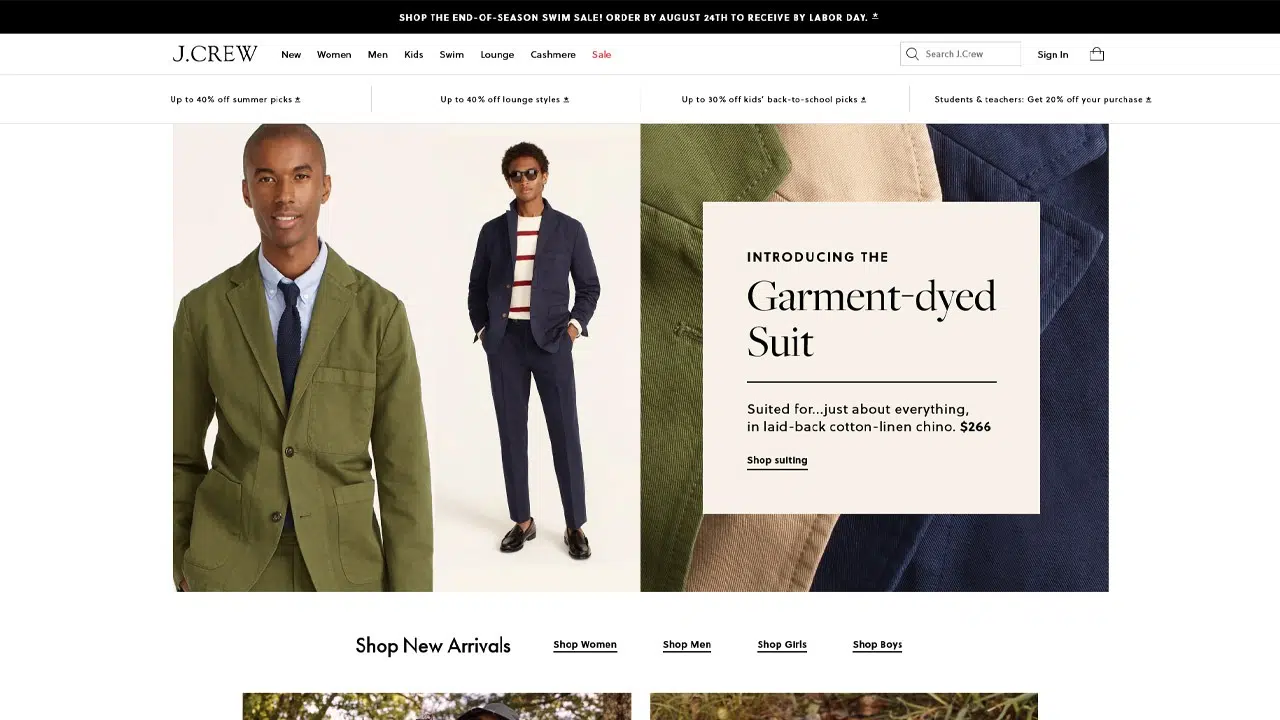 SHOP THE END-OF-SEASON SWIM SALE! ORDER BY AUGUST 24TH TO RECEIVE BY LABOR DAY. *
J.CREW New Women Men Kids Swim Lounge Cashmere Sale Search J.Crew Sign In
Up to 40% off summer picks * Up to 40% off lounge styles * Up to 30% off kids' back-to-school picks * Students & teachers: Get 20% off your purchase *
INTRODUCING THE
Garment-dyed
Suit
Suited for...just about everything,
in laid-back cotton-linen chino. $266
Shop suiting
Shop New Arrivals Shop Women Shop Men Shop Girls Shop Boys